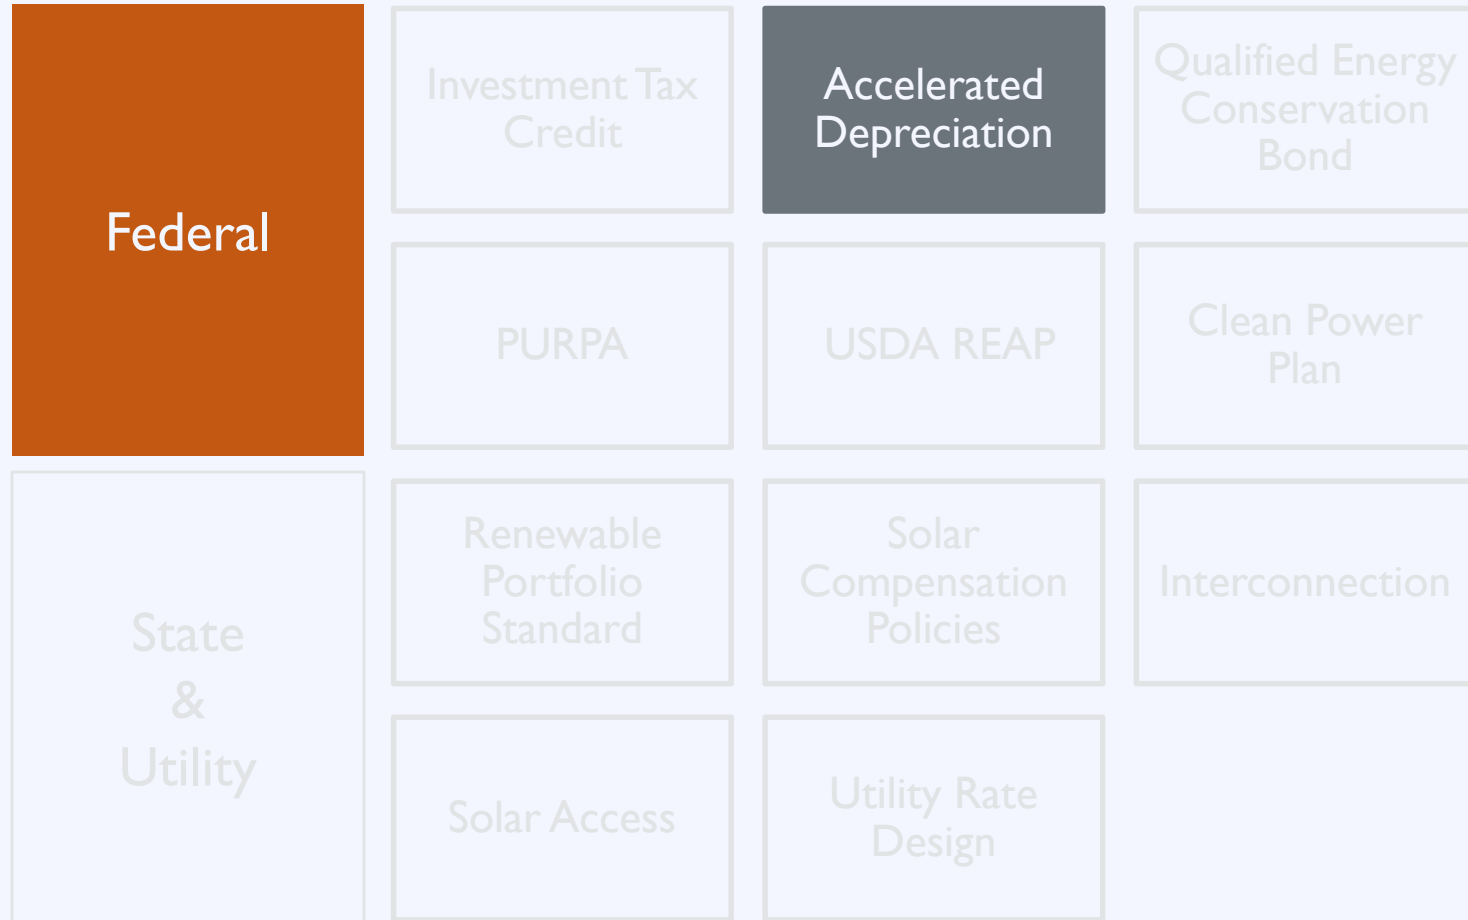 Federal
Investment Tax
Credit
Accelerated
Depreciation
Qualified Energy
Conservation
Bond
PURPA
USDA REAP
Clean Power
Plan
State
&
Utility
Renewable
Portfolio
Standard
Solar
Compensation
Policies
Interconnection
Solar Access
Utility Rate
Design